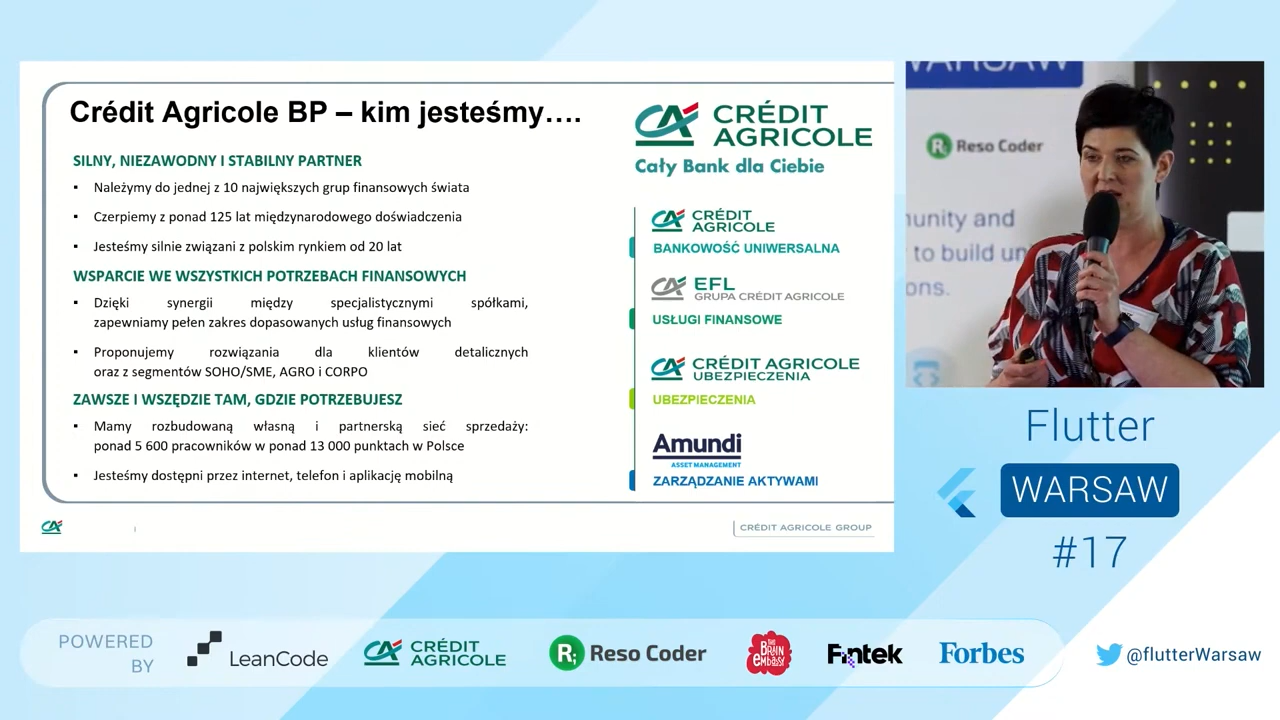 Crédit Agricole BP – kim jesteśmy….
SILNY, NIEZAWODNY I STABILNY PARTNER
▪ Należymy do jednej z 10 największych grup finansowych świata
▪ Czerpiemy z ponad 125 lat międzynarodowego doświadczenia
▪ Jesteśmy silnie związani z polskim rynkiem od 20 lat
WSPARCIE WE WSZYSTKICH POTRZEBACH FINANSOWYCH
▪ Dzięki synergii między specjalistycznymi spółkami,
zapewniamy pełen zakres dopasowanych usług finansowych
▪ Proponujemy rozwiązania dla klientów detalicznych
oraz z segmentów SOHO/SME, AGRO i CORPO
ZAWSZE I WSZĘDZIE TAM, GDZIE POTRZEBUJESZ
▪ Mamy rozbudowaną własną i partnerską sieć sprzedaży:
ponad 5 600 pracowników w ponad 13 000 punktach w Polsce
▪ Jesteśmy dostępni przez internet, telefon i aplikację mobilną
CRÉDIT
AGRICOLE
Cały Bank dla Ciebie
CRÉDIT
AGRICOLE
BANKOWOŚĆ UNIWERSALNA
EFL
GRUPA CRÉDIT AGRICOLE
USŁUGI FINANSOWE
CRÉDIT AGRICOLE
UBEZPIECZENIA
UBEZPIECZENIA
Amundi
ASSET MANAGEMENT
ZARZĄDZANIE AKTYWAMI
CRÉDIT AGRICOLE GROUP
WARSAW
Reso Coder
munity and
to build un
ons.
Flutter
WARSAW
#17
POWERED
BY
LeanCode
CRÉDIT
AGRICOLE
R;
Reso Coder
THE
BRAIN
EMBASSY
Fintek
Forbes
@flutterWarsaw